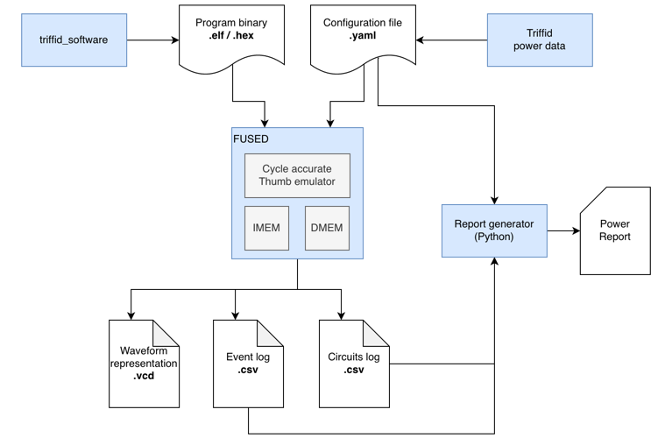 triffid_software
Program binary
.elf / .hex
Configuration file
.yaml
Triffid
power data
FUSED
Cycle accurate
Thumb emulator
IMEM
DMEM
Report generator
(Python)
Power
Report
Waveform
representation
.vcd
Event log
.csv
Circuits log
.csv